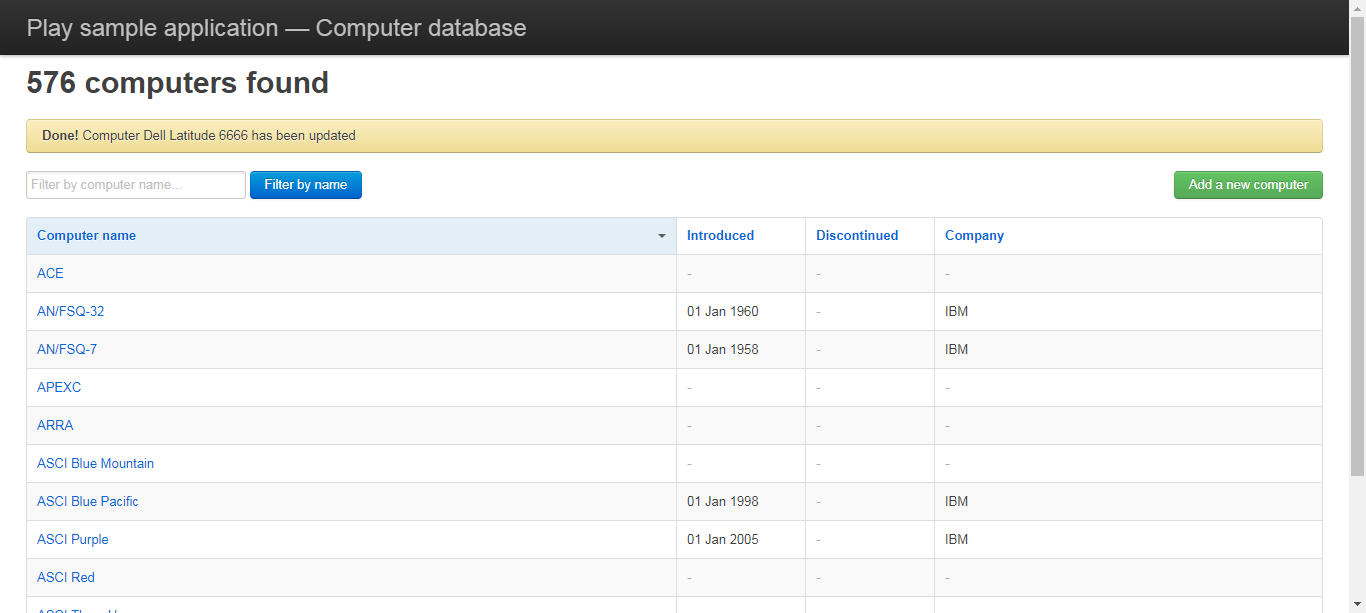 Play sample application — Computer database
576 computers found
Done! Computer Dell Latitude 6666 has been updated
Filter by computer name... Filter by name Add a new computer
Computer name Introduced Discontinued Company
ACE - - -
AN/FSQ-32 01 Jan 1960 - IBM
AN/FSQ-7 01 Jan 1958 - IBM
APEXC - - -
ARRA - - -
ASCI Blue Mountain - - -
ASCI Blue Pacific 01 Jan 1998 - IBM
ASCI Purple 01 Jan 2005 - IBM
ASCI Red - - -
ASCI